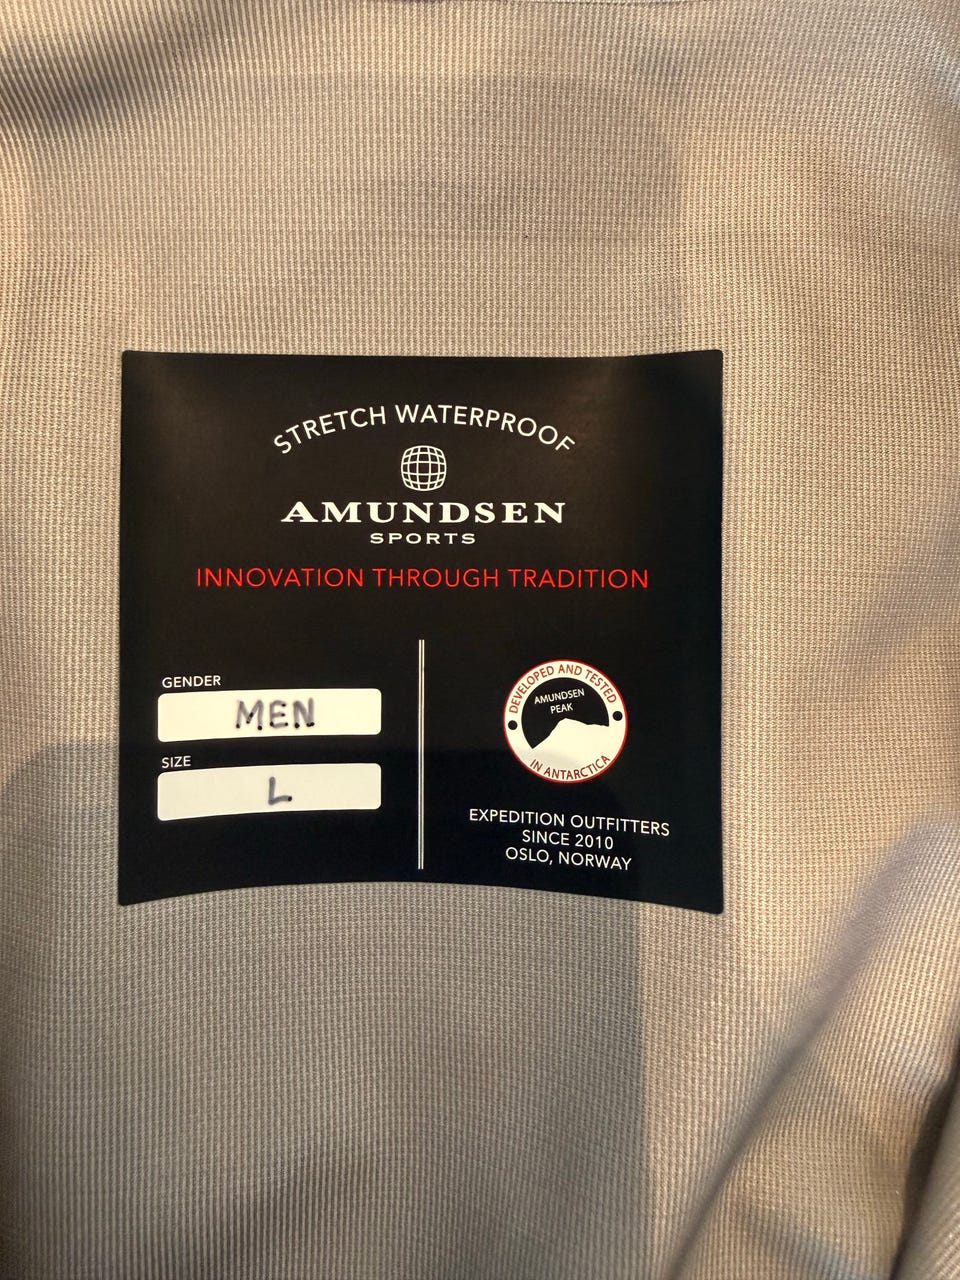 STRETCH WATERPROOF
AMUNDSEN
SPORTS
INNOVATION THROUGH TRADITION
GENDER
MEN
SIZE
L
DEVELOPED AND TESTED
AMUNDSEN
PEAK
IN ANTARCTICA
EXPEDITION OUTFITTERS
SINCE 2010
OSLO, NORWAY